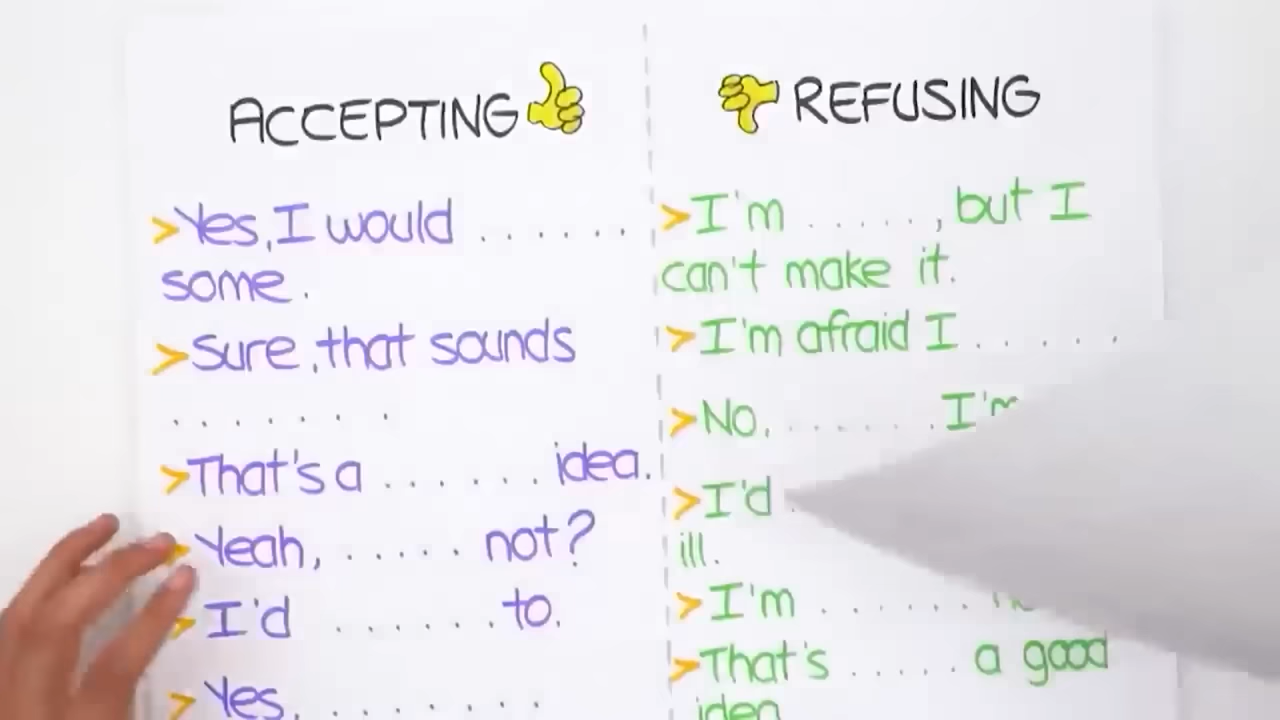 ACCEPTING
>Yes, I would ......
some.
>Sure, that sounds
.......
>That's a ...... idea.
> Yeah, ..... not?
> I'd ...... to.
> Yes, ........
REFUSING
>I'm ....., but I
can't make it.
>I'm afraid I ......
>No, ...... I'm
>I'd
ill.
>I'm ......
>That's ..... a good
idea